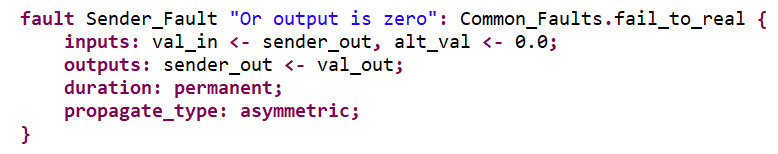 fault Sender_Fault "Or output is zero": Common_Faults.fail_to_real {
    inputs: val_in <- sender_out, alt_val <- 0.0;
    outputs: sender_out <- val_out;
    duration: permanent;
    propagate_type: asymmetric;
}